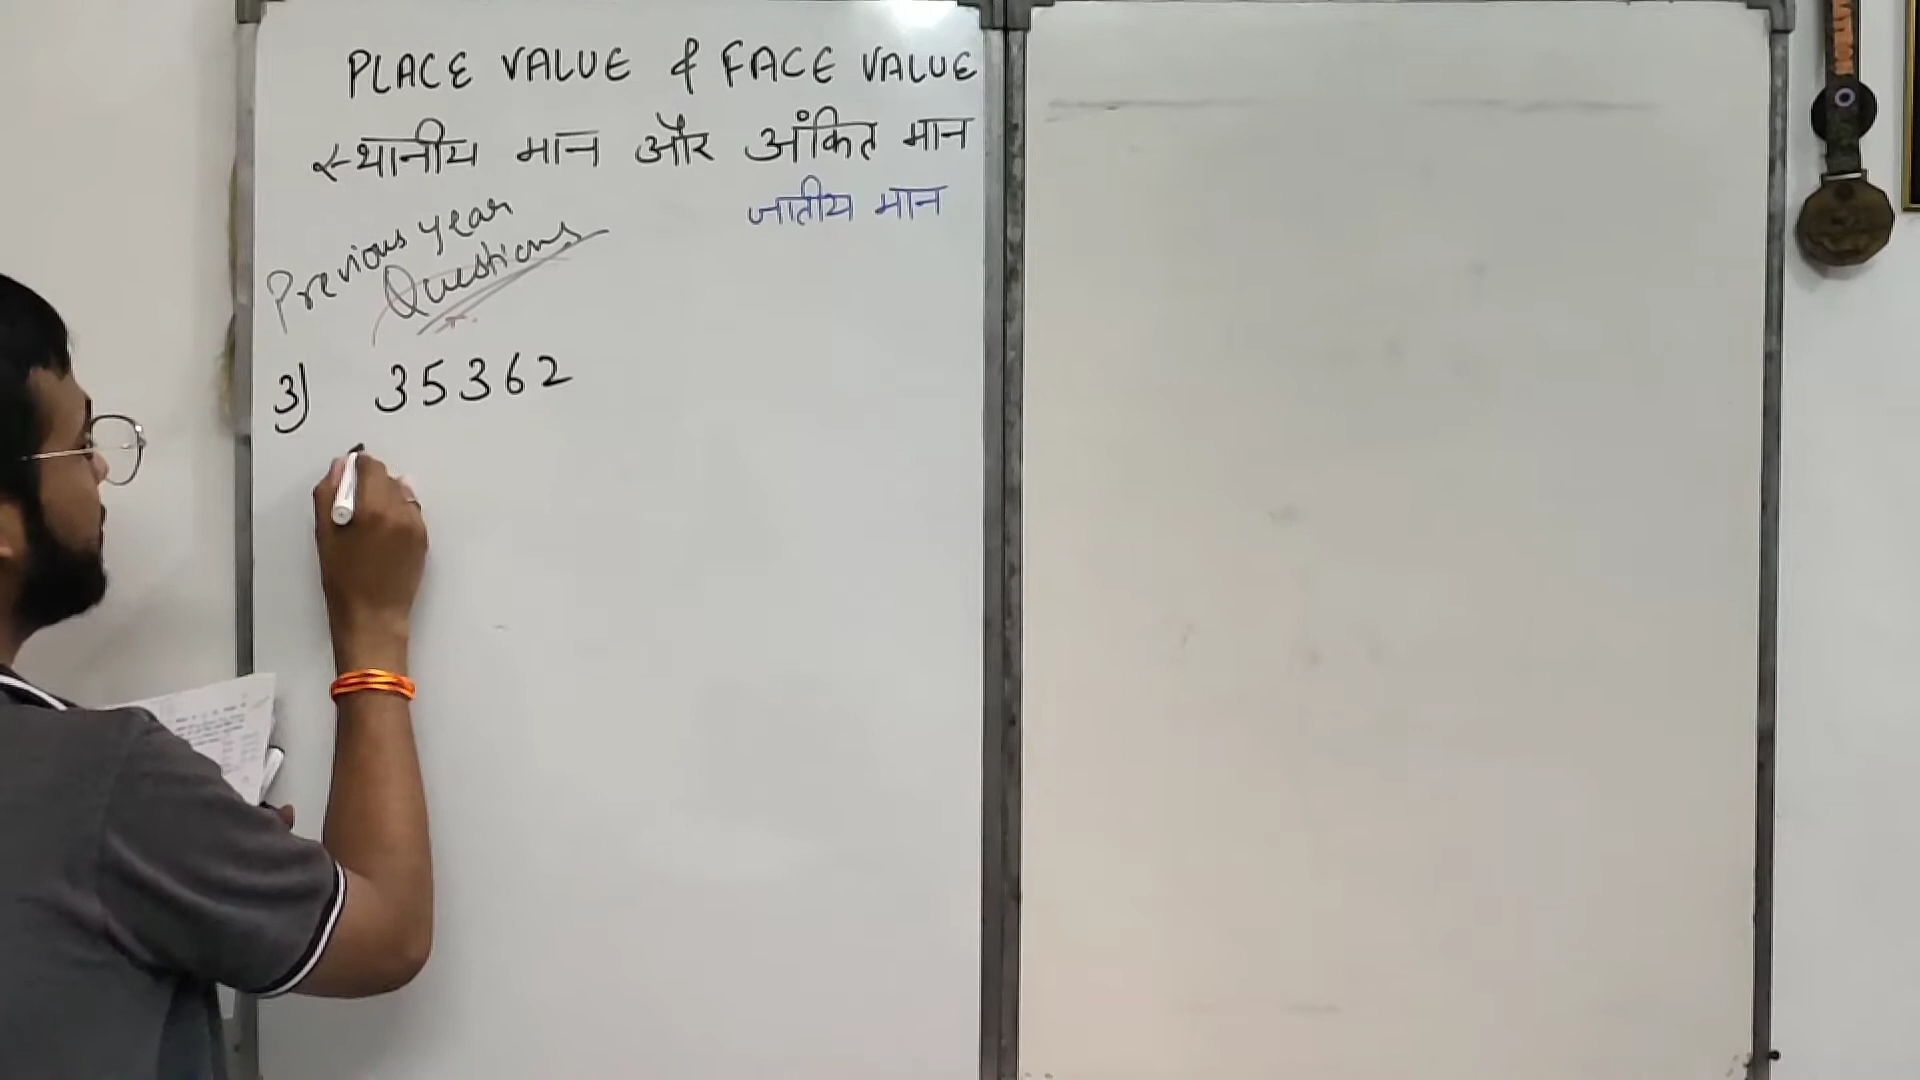 PLACE VALUE & FACE VALUE
स्थानीय मान और अंकित मान
जातीय मान
Previous year
Questions
3) 35362